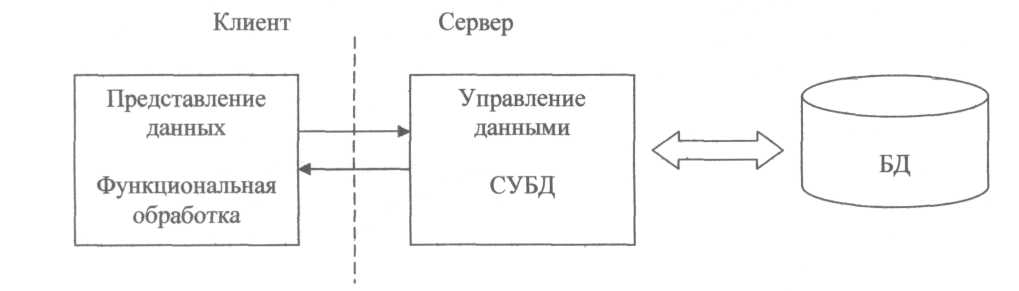 Клиент
Сервер
Представление
данных
Функциональная
обработка
Управление
данными
СУБД
БД